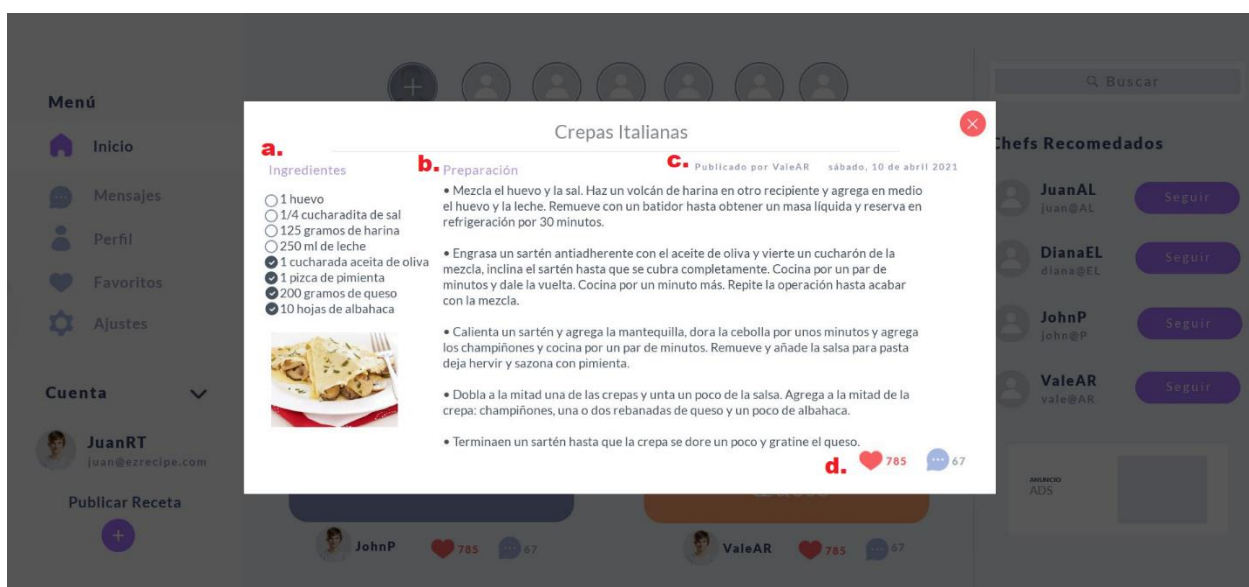 Menú
Inicio
Mensajes
Perfil
Favoritos
Ajustes
Cuenta
JuanRT
juan@ezrecipe.com
Publicar Receta
+
Crepas Italianas
a.
Ingredientes
1 huevo
1/4 cucharadita de sal
125 gramos de harina
250 ml de leche
1 cucharada aceita de oliva
1 pizca de pimienta
200 gramos de queso
10 hojas de albahaca
b.
Preparación
c.
Publicado por ValeAR sábado, 10 de abril 2021
• Mezcla el huevo y la sal. Haz un volcán de harina en otro recipiente y agrega en medio
el huevo y la leche. Remueve con un batidor hasta obtener un masa líquida y reserva en
refrigeración por 30 minutos.
• Engrasa un sartén antiadherente con el aceite de oliva y vierte un cucharón de la
mezcla, inclina el sartén hasta que se cubra completamente. Cocina por un par de
minutos y dale la vuelta. Cocina por un minuto más. Repite la operación hasta acabar
con la mezcla.
• Calienta un sartén y agrega la mantequilla, dora la cebolla por unos minutos y agrega
los champiñones y cocina por un par de minutos. Remueve y añade la salsa para pasta
deja hervir y sazona con pimienta.
• Dobla a la mitad una de las crepas y unta un poco de la salsa. Agrega a la mitad de la
crepa: champiñones, una o dos rebanadas de queso y un poco de albahaca.
• Terminaen un sartén hasta que la crepa se dore un poco y gratine el queso.
d.
785 67
JohnP 785 67
ValeAR 785 67
Buscar
Chefs Recomedados
JuanAL
juan@AL
Seguir
DianaEL
diana@EL
Seguir
JohnP
john@P
Seguir
ValeAR
vale@AR
Seguir
ANUNCIO
ADS